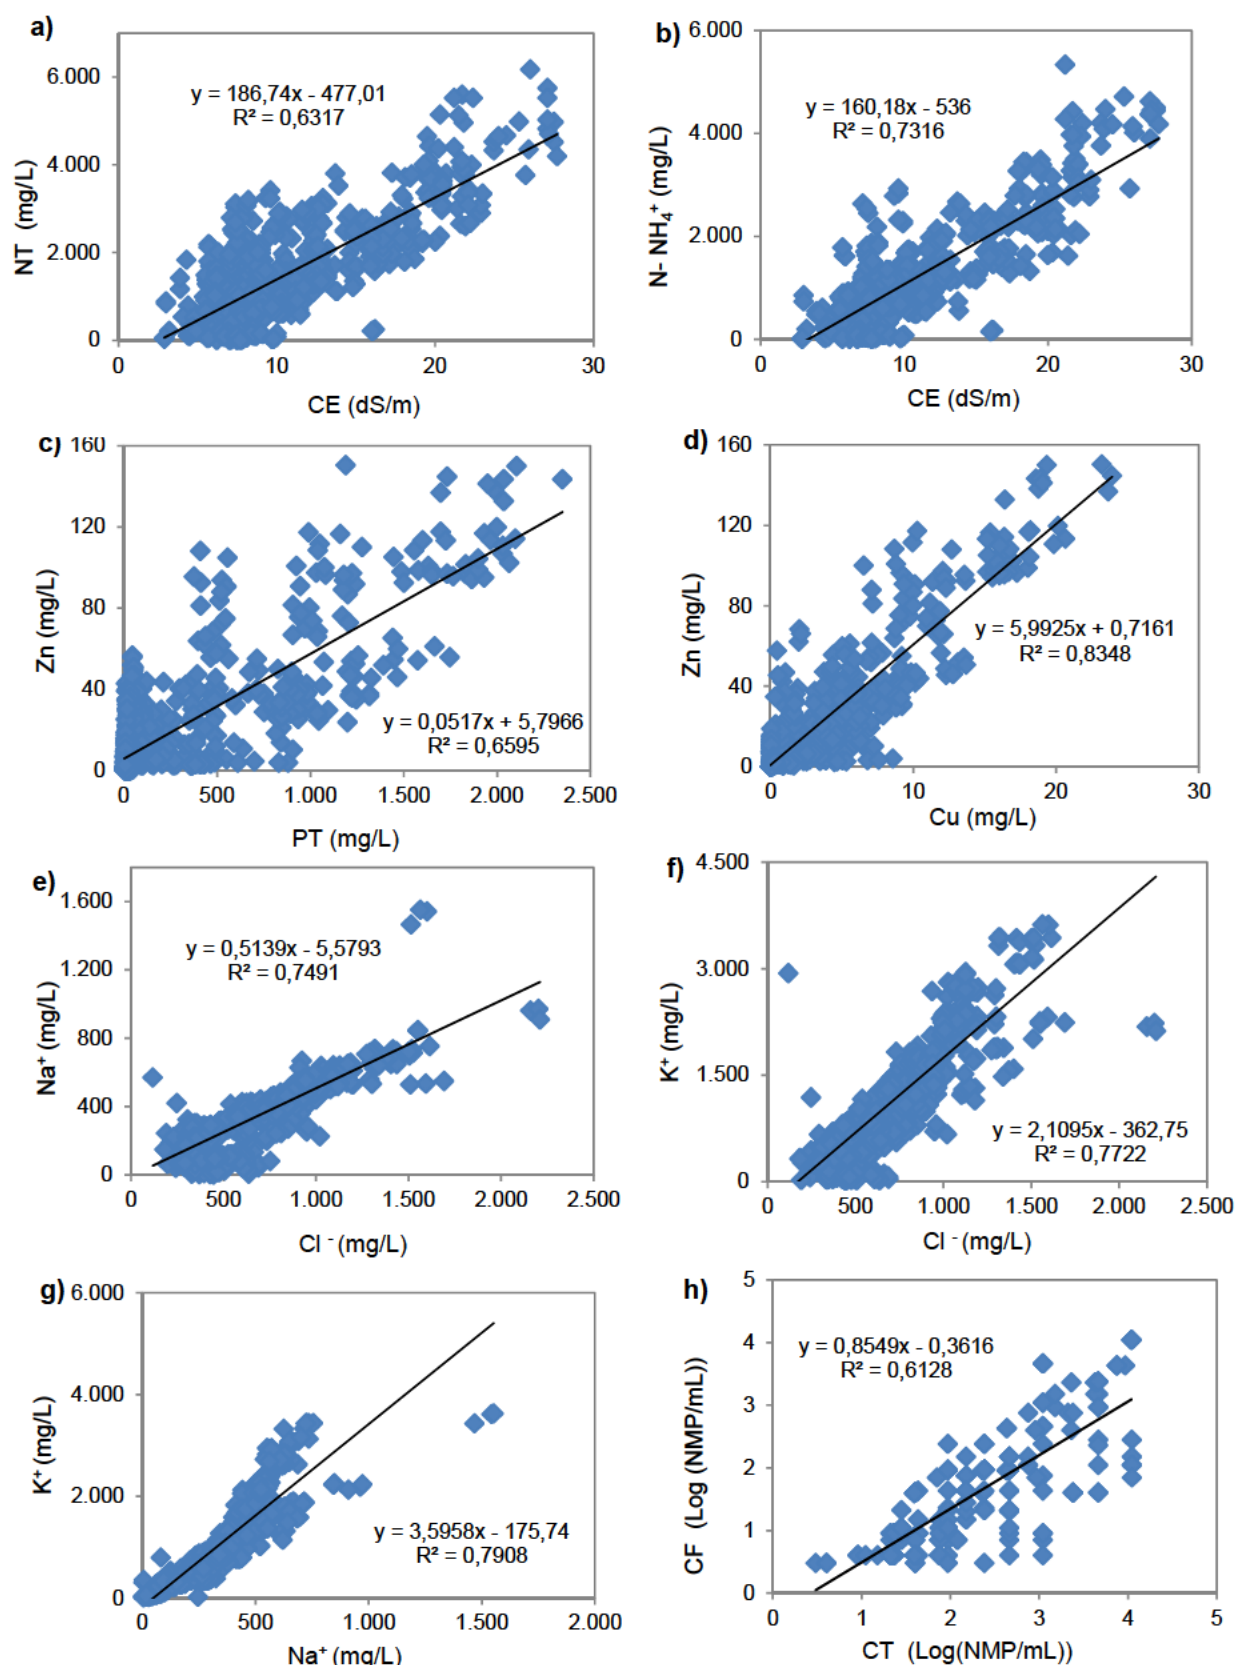 a)
6.000
4.000
2.000
0
NT (mg/L)
y = 186,74x - 477,01
R² = 0,6317
0 10 20 30
CE (dS/m)
b)
6.000
4.000
2.000
0
N- NH₄⁺ (mg/L)
y = 160,18x - 536
R² = 0,7316
0 10 20 30
CE (dS/m)
c)
160
120
80
40
0
Zn (mg/L)
y = 0,0517x + 5,7966
R² = 0,6595
0 500 1.000 1.500 2.000 2.500
PT (mg/L)
d)
160
120
80
40
0
Zn (mg/L)
y = 5,9925x + 0,7161
R² = 0,8348
0 10 20 30
Cu (mg/L)
e)
1.600
1.200
800
400
0
Na⁺ (mg/L)
y = 0,5139x - 5,5793
R² = 0,7491
0 500 1.000 1.500 2.000 2.500
Cl ⁻ (mg/L)
f)
4.500
3.000
1.500
0
K⁺ (mg/L)
y = 2,1095x - 362,75
R² = 0,7722
0 500 1.000 1.500 2.000 2.500
Cl ⁻ (mg/L)
g)
6.000
4.000
2.000
0
K⁺ (mg/L)
y = 3,5958x - 175,74
R² = 0,7908
0 500 1.000 1.500 2.000
Na⁺ (mg/L)
h)
5
4
3
2
1
0
CF (Log (NMP/mL))
y = 0,8549x - 0,3616
R² = 0,6128
0 1 2 3 4 5
CT (Log(NMP/mL))